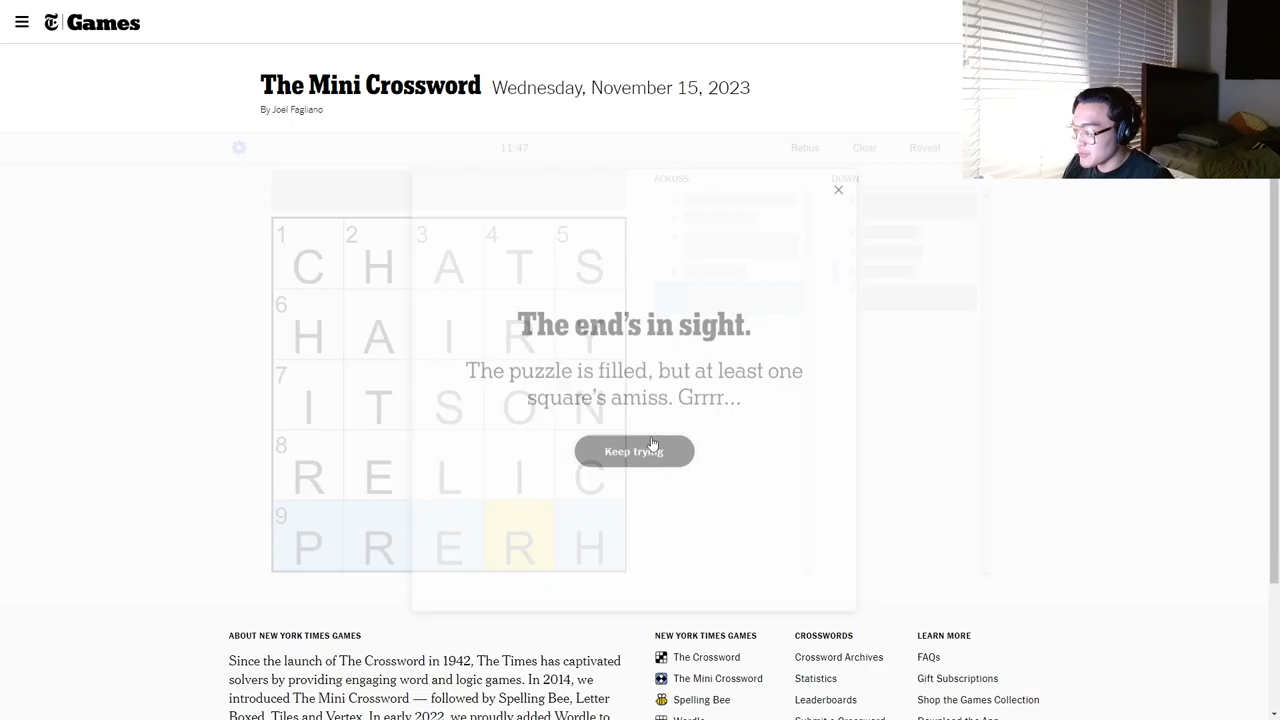 Games
The Mini Crossword Wednesday, November 15, 2023
By Joel Fagliano
11:47 Rebus Clear Reveal
ACROSS DOWN
1 2 3 4 5
C H A T S
6
H A I R Y
7
I T S O N
8
R E L I C
9
P R E R H
The end's in sight.
The puzzle is filled, but at least one
square's amiss. Grrrr...
Keep trying
ABOUT NEW YORK TIMES GAMES
Since the launch of The Crossword in 1942, The Times has captivated
solvers by providing engaging word and logic games. In 2014, we
introduced The Mini Crossword — followed by Spelling Bee, Letter
Boxed, Tiles and Vertex. In early 2022, we proudly added Wordle to
NEW YORK TIMES GAMES
The Crossword
The Mini Crossword
Spelling Bee
Wordle
CROSSWORDS
Crossword Archives
Statistics
Leaderboards
Submit a Crossword
LEARN MORE
FAQs
Gift Subscriptions
Shop the Games Collection
Download the App